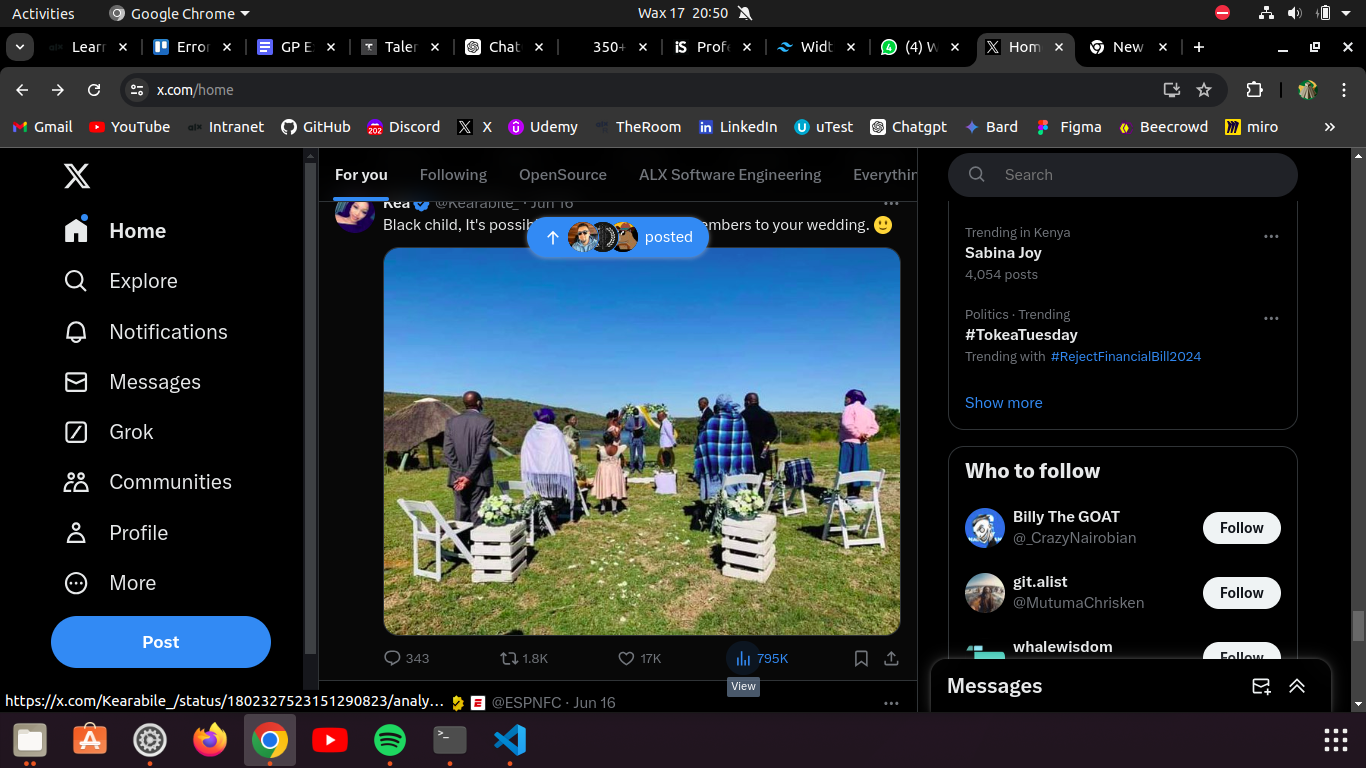 Activities
Google Chrome
Wax 17 20:50
Learn
Error
GP E
Talen
Chat
350+
Profe
Widt
(4) W
Hom
New
x.com/home
Gmail
YouTube
Intranet
GitHub
Discord
X
Udemy
TheRoom
LinkedIn
uTest
Chatgpt
Bard
Figma
Beecrowd
miro
Home
Explore
Notifications
Messages
Grok
Communities
Profile
More
Post
For you
Following
OpenSource
ALX Software Engineering
Everythin
Kea @Kearabile_ · Jun 16
Black child, It's possib
embers to your wedding.
posted
343
1.8K
17K
795K
View
@ESPNFC · Jun 16
Search
Trending in Kenya
Sabina Joy
4,054 posts
Politics · Trending
#TokeaTuesday
Trending with #RejectFinancialBill2024
Show more
Who to follow
Billy The GOAT
@_CrazyNairobian
Follow
git.alist
@MutumaChrisken
Follow
whalewisdom
Follow
Messages
https://x.com/Kearabile_/status/1802327523151290823/analy…